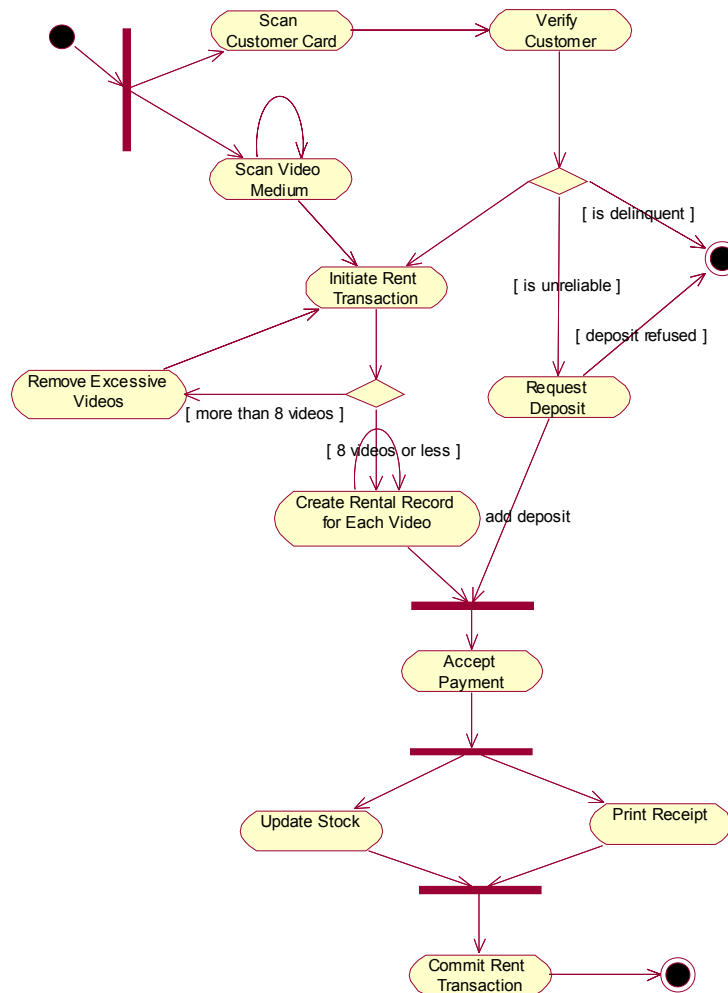 Scan
Customer Card
Verify
Customer
Scan Video
Medium
[ is delinquent ]
Initiate Rent
Transaction
[ is unreliable ]
[ deposit refused ]
Remove Excessive
Videos
Request
Deposit
[ more than 8 videos ]
[ 8 videos or less ]
Create Rental Record
for Each Video
add deposit
Accept
Payment
Update Stock
Print Receipt
Commit Rent
Transaction